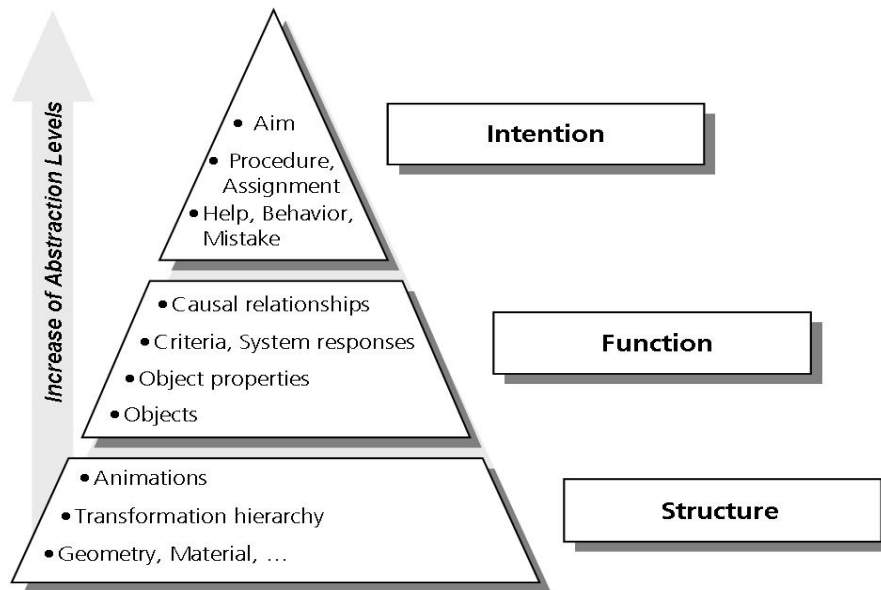 Increase of Abstraction Levels
• Aim
• Procedure,
Assignment
• Help, Behavior,
Mistake
Intention
• Causal relationships
• Criteria, System responses
• Object properties
• Objects
Function
• Animations
• Transformation hierarchy
• Geometry, Material, ...
Structure